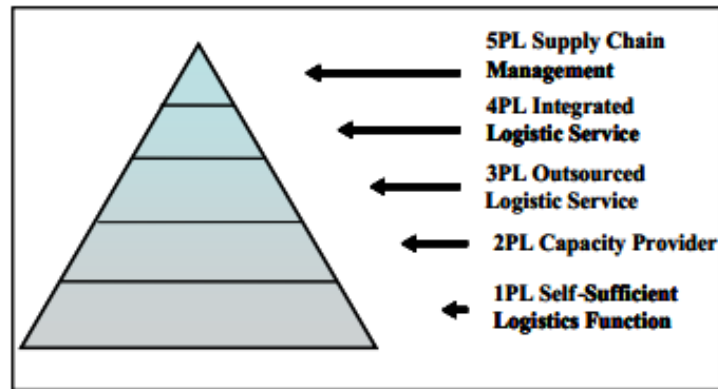 5PL Supply Chain
Management
4PL Integrated
Logistic Service
3PL Outsourced
Logistic Service
2PL Capacity Provider
1PL Self-Sufficient
Logistics Function